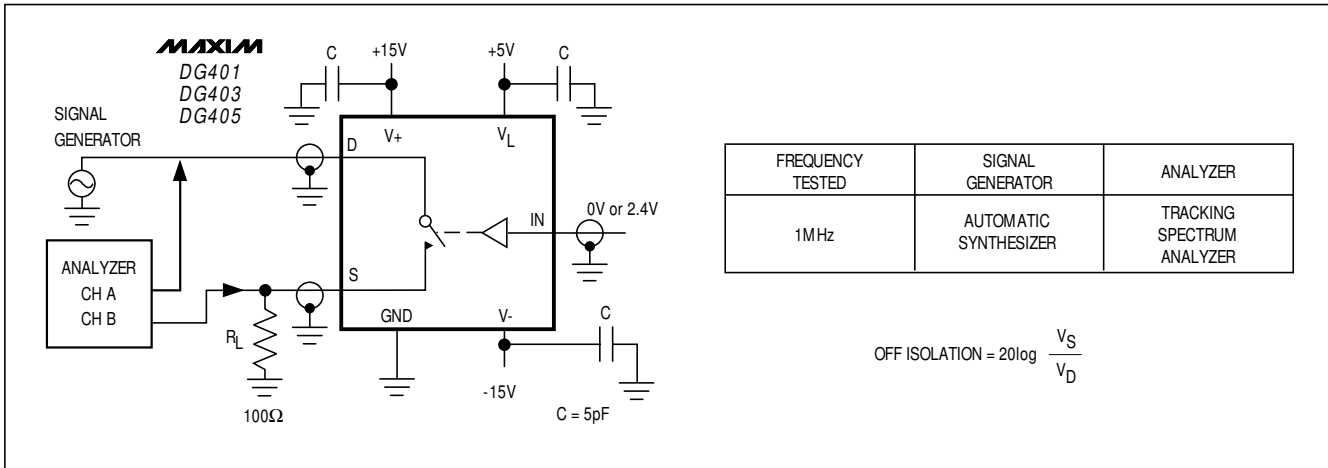 MAXIM
DG401
DG403
DG405
SIGNAL
GENERATOR
C
+15V
+5V
C
V+
VL
D
IN
0V or 2.4V
ANALYZER
CH A
CH B
S
RL
100Ω
GND
V-
C
-15V
C = 5pF
FREQUENCY
TESTED
SIGNAL
GENERATOR
ANALYZER
1MHz
AUTOMATIC
SYNTHESIZER
TRACKING
SPECTRUM
ANALYZER
OFF ISOLATION = 20log VS
VD